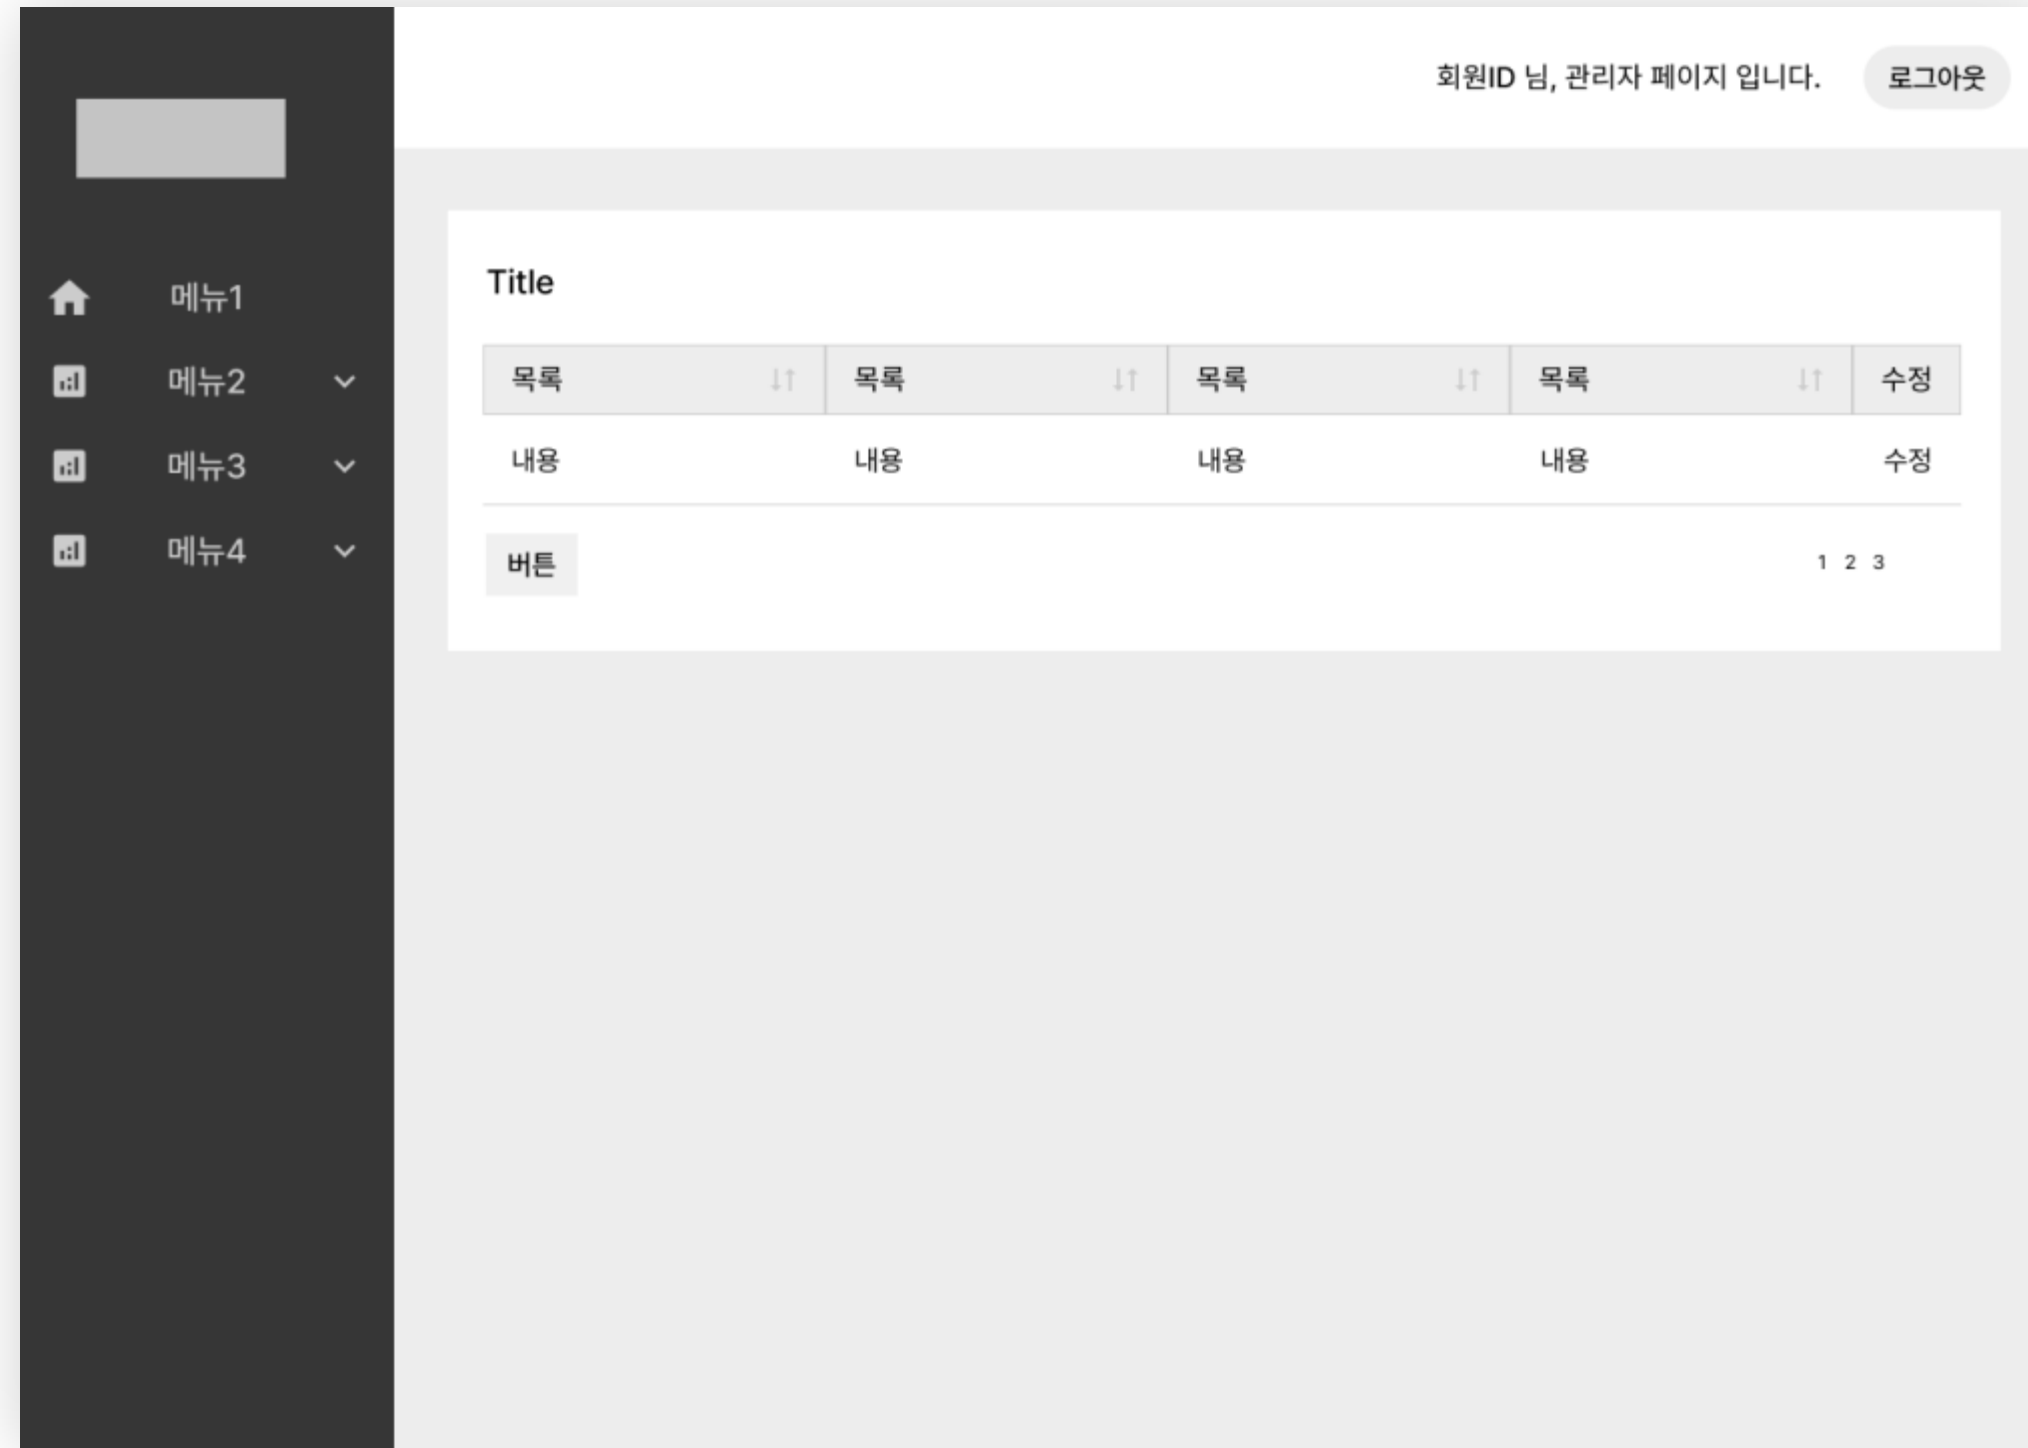 회원ID 님, 관리자 페이지 입니다. 로그아웃
메뉴1
메뉴2
메뉴3
메뉴4
Title
목록 목록 목록 목록 수정
내용 내용 내용 내용 수정
버튼 1 2 3